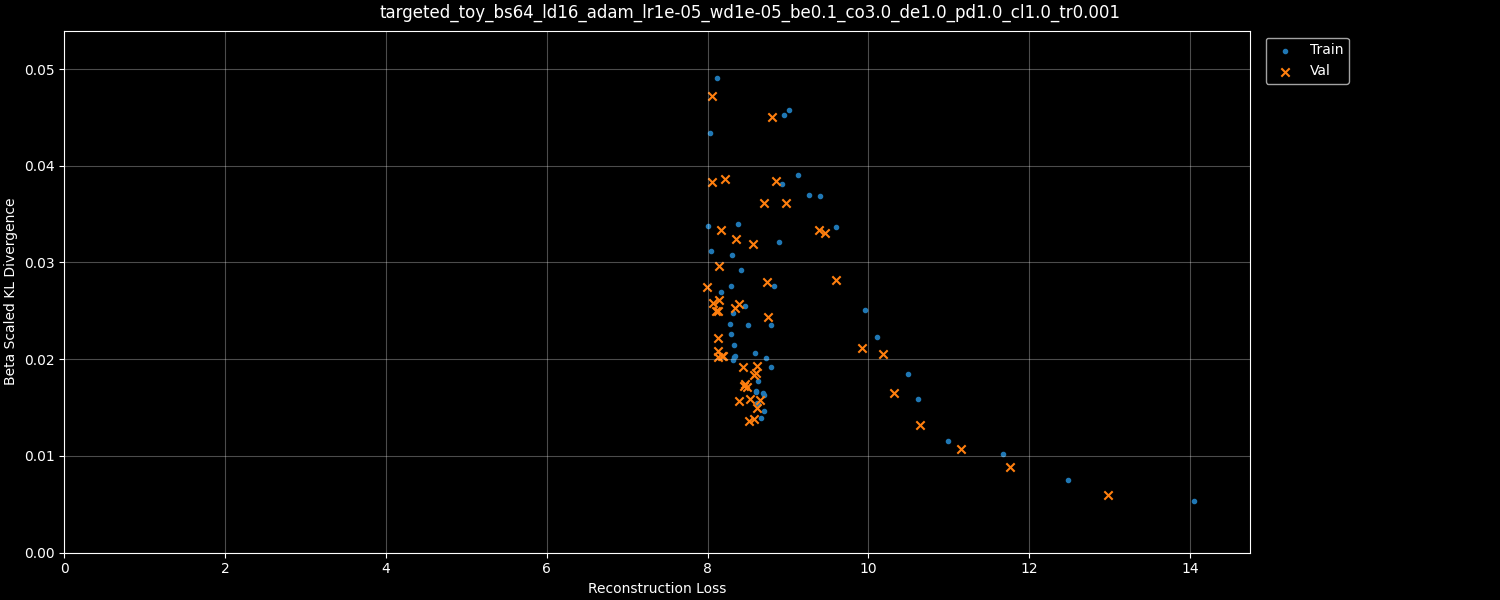 targeted_toy_bs64_ld16_adam_lr1e-05_wd1e-05_be0.1_co3.0_de1.0_pd1.0_cl1.0_tr0.001
Train
Val
Beta Scaled KL Divergence
0.05
0.04
0.03
0.02
0.01
0.00
0 2 4 6 8 10 12 14
Reconstruction Loss